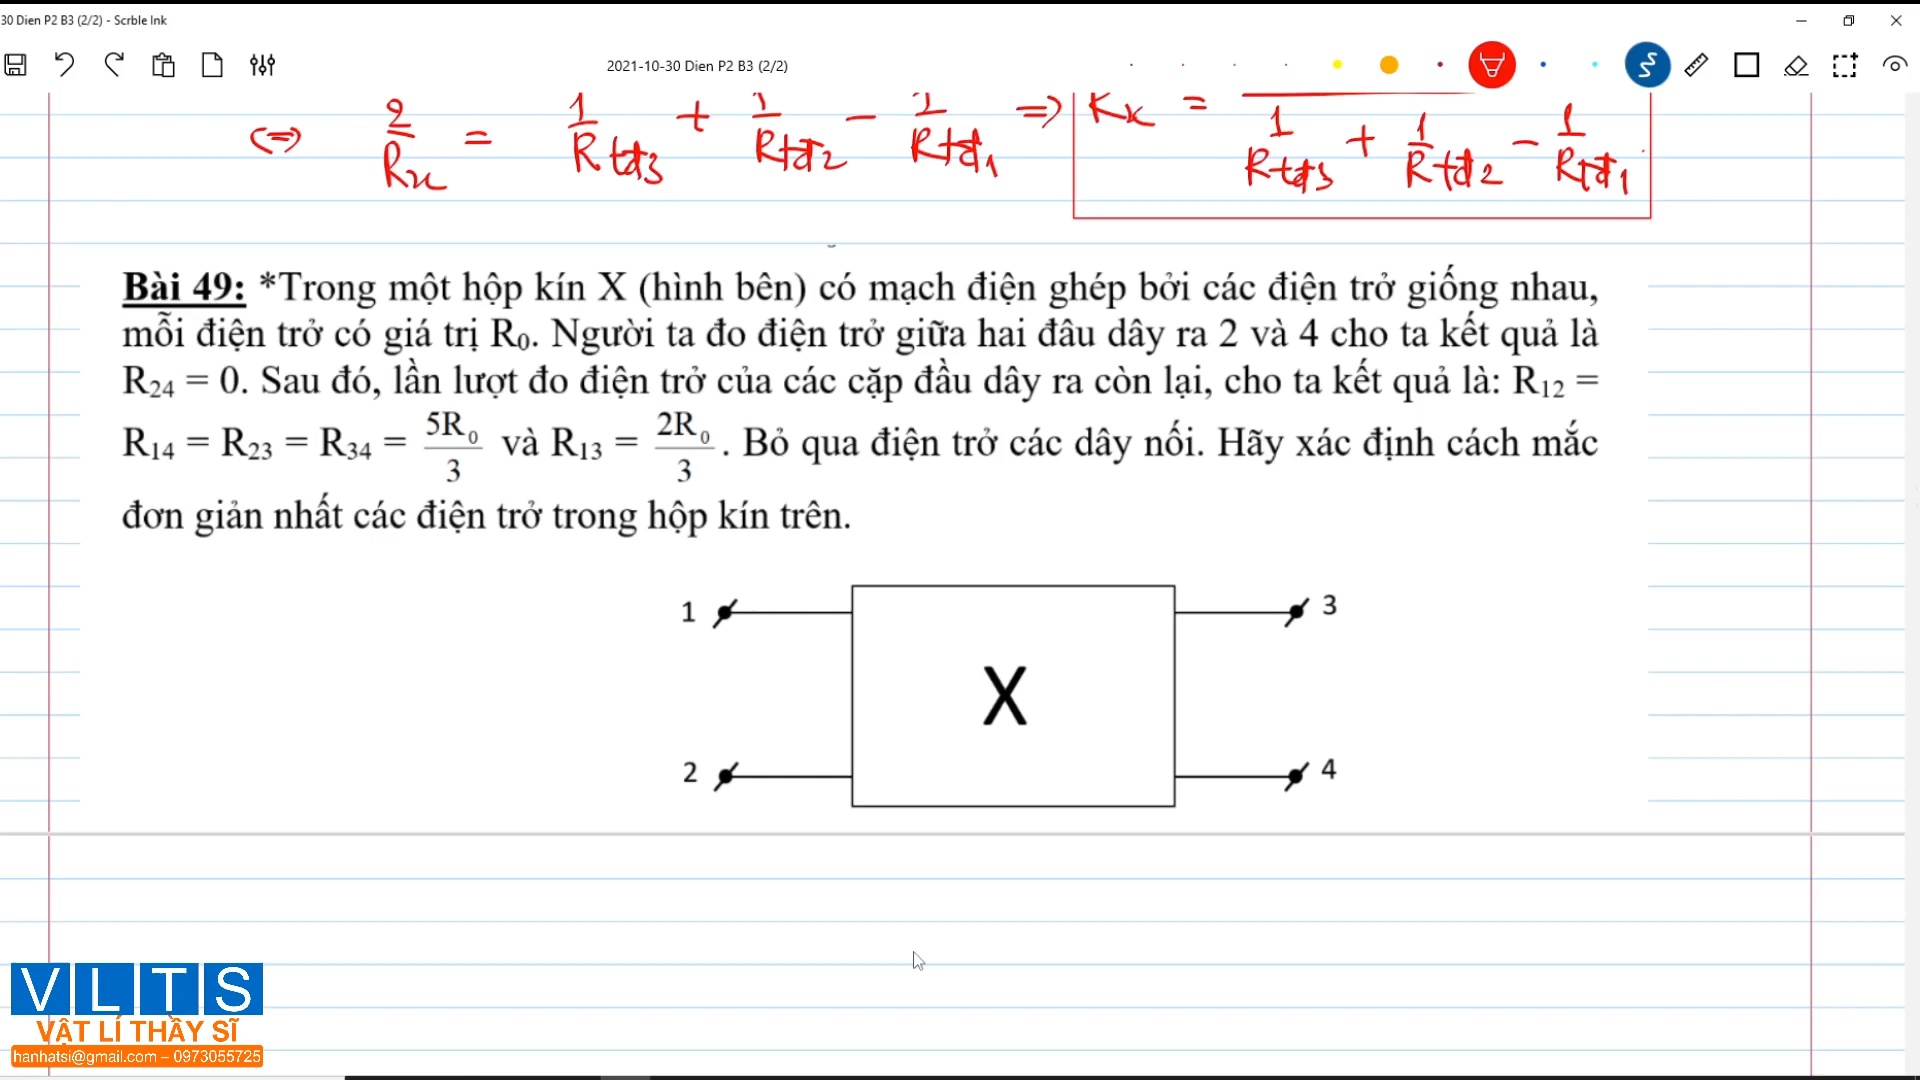 30 Dien P2 B3 (2/2) - Scrble Ink
2021-10-30 Dien P2 B3 (2/2)
<=> 2/Rx = 1/Rtđ3 + 1/Rtđ2 - 1/Rtđ1 => Rx = 1/Rtđ3 + 1/Rtđ2 - 1/Rtđ1
Bài 49: *Trong một hộp kín X (hình bên) có mạch điện ghép bởi các điện trở giống nhau,
mỗi điện trở có giá trị R₀. Người ta đo điện trở giữa hai đâu dây ra 2 và 4 cho ta kết quả là
R₂₄ = 0. Sau đó, lần lượt đo điện trở của các cặp đầu dây ra còn lại, cho ta kết quả là: R₁₂ =
R₁₄ = R₂₃ = R₃₄ = 5R₀/3 và R₁₃ = 2R₀/3 . Bỏ qua điện trở các dây nối. Hãy xác định cách mắc
đơn giản nhất các điện trở trong hộp kín trên.
1 3
X
2 4
VLTS
VẬT LÍ THẦY SĨ
hanhatsi@gmail.com – 0973055725